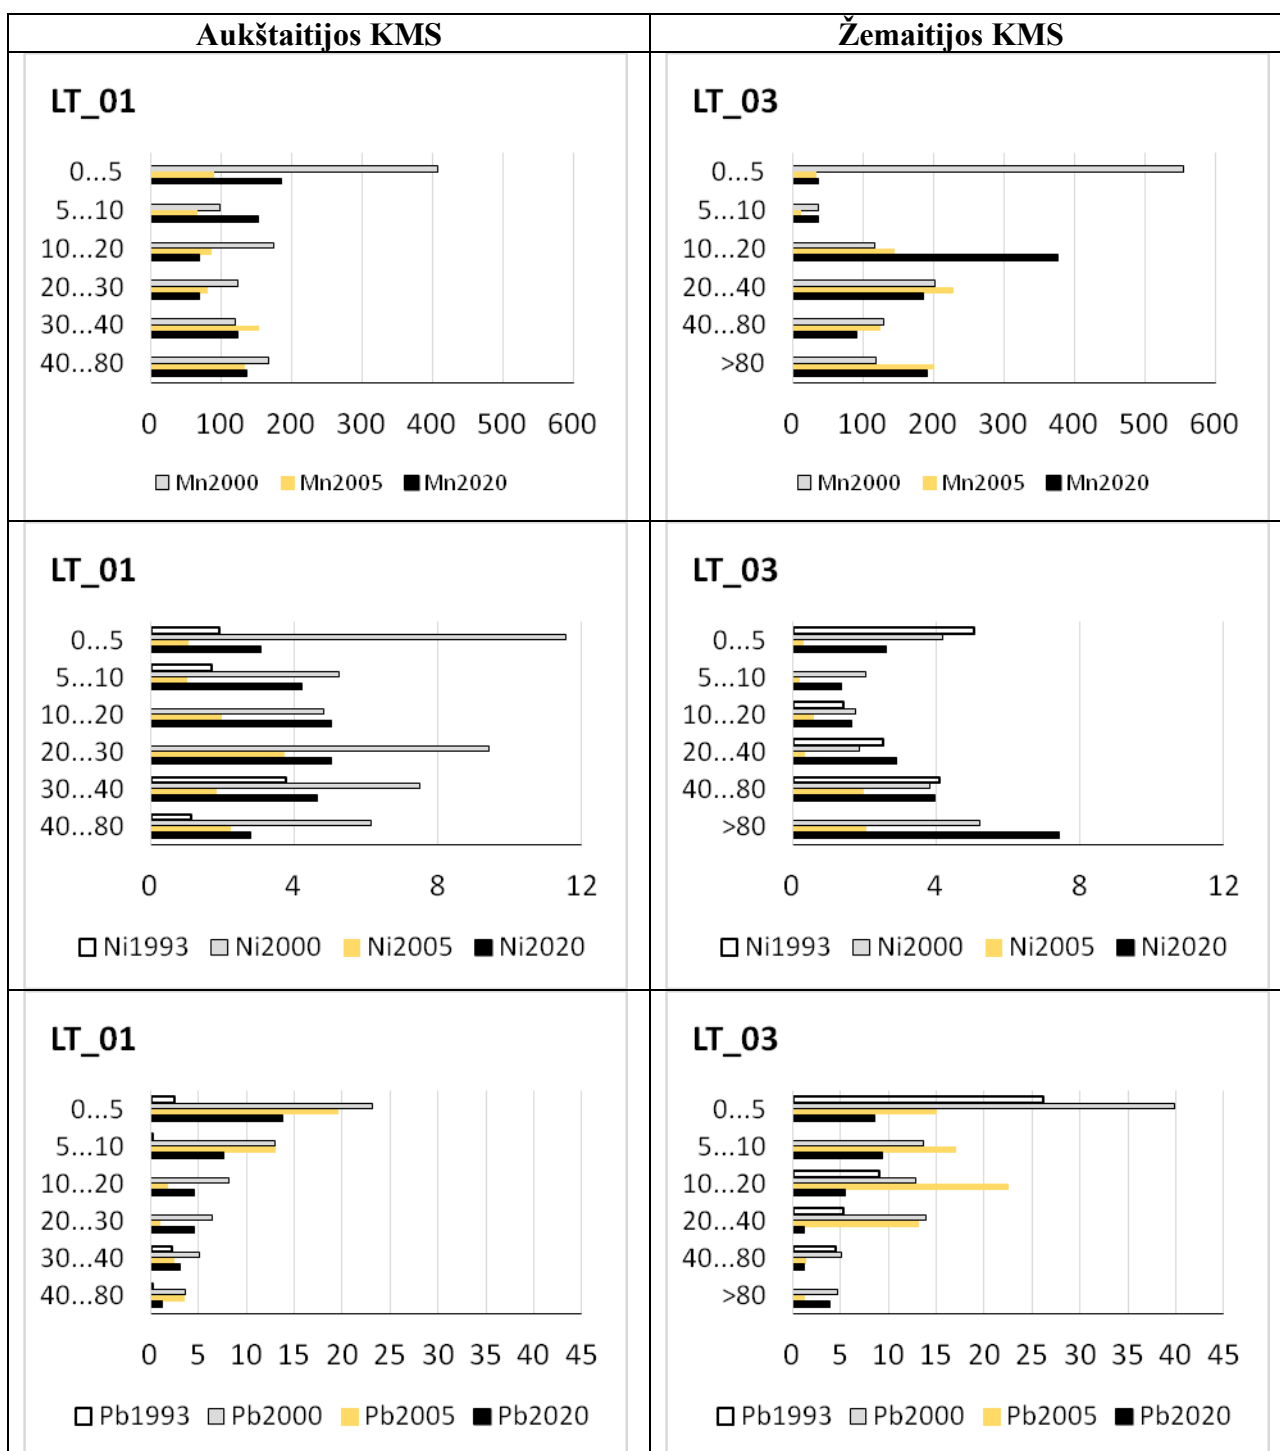 Aukštaitijos KMS
Žemaitijos KMS
LT_01
0...5
5...10
10...20
20...30
30...40
40...80
0 100 200 300 400 500 600
Mn2000 Mn2005 Mn2020
LT_03
0...5
5...10
10...20
20...40
40...80
>80
0 100 200 300 400 500 600
Mn2000 Mn2005 Mn2020
LT_01
0...5
5...10
10...20
20...30
30...40
40...80
0 4 8 12
Ni1993 Ni2000 Ni2005 Ni2020
LT_03
0...5
5...10
10...20
20...40
40...80
>80
0 4 8 12
Ni1993 Ni2000 Ni2005 Ni2020
LT_01
0...5
5...10
10...20
20...30
30...40
40...80
0 5 10 15 20 25 30 35 40 45
Pb1993 Pb2000 Pb2005 Pb2020
LT_03
0...5
5...10
10...20
20...40
40...80
>80
0 5 10 15 20 25 30 35 40 45
Pb1993 Pb2000 Pb2005 Pb2020